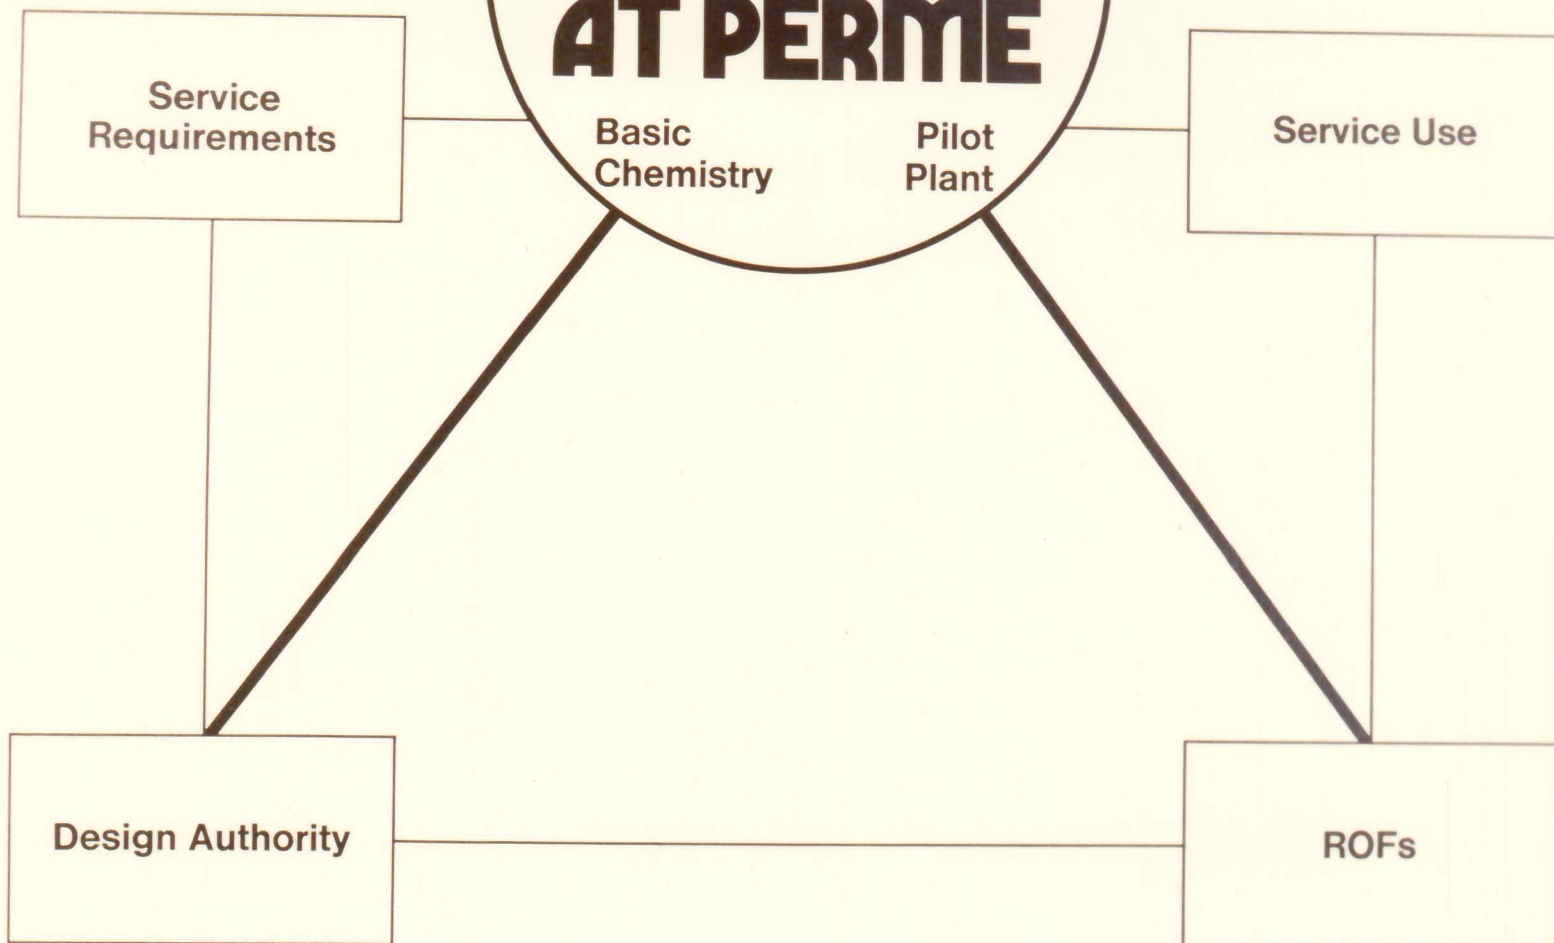 AT PERME
Service
Requirements
Basic
Chemistry
Pilot
Plant
Service Use
Design Authority
ROFs